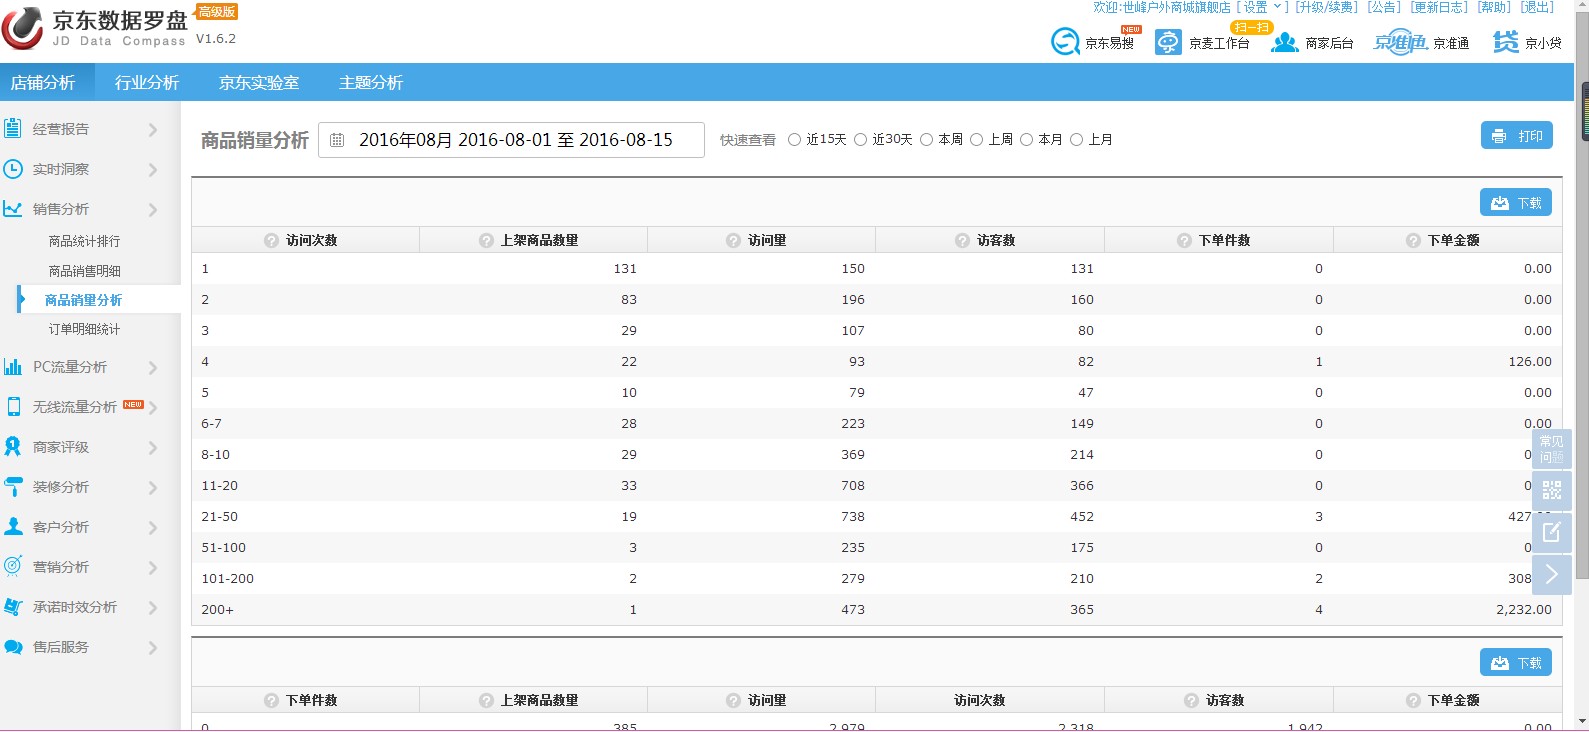 京东数据罗盘 高级版
JD Data Compass V1.6.2
欢迎:世峰户外商城旗舰店 [ 设置 ] [升级/续费] [公告] [更新日志] [帮助] [退出]
京东易搜 NEW 京麦工作台 扫一扫 商家后台 京准通 京准通 贷 京小贷
店铺分析 行业分析 京东实验室 主题分析
经营报告
实时洞察
销售分析
商品统计排行
商品销售明细
商品销量分析
订单明细统计
PC流量分析
无线流量分析 NEW
商家评级
装修分析
客户分析
营销分析
承诺时效分析
售后服务
商品销量分析 2016年08月 2016-08-01 至 2016-08-15 快速查看 近15天 近30天 本周 上周 本月 上月 打印
下载
访问次数 上架商品数量 访问量 访客数 下单件数 下单金额
1 131 150 131 0 0.00
2 83 196 160 0 0.00
3 29 107 80 0 0.00
4 22 93 82 1 126.00
5 10 79 47 0 0.00
6-7 28 223 149 0 0.00
8-10 29 369 214 0 0
11-20 33 708 366 0 0
21-50 19 738 452 3 427
51-100 3 235 175 0 0
101-200 2 279 210 2 308
200+ 1 473 365 4 2,232.00
常见
问题
下载
下单件数 上架商品数量 访问量 访问次数 访客数 下单金额
0 385 2,979 2,318 1,942 0.00